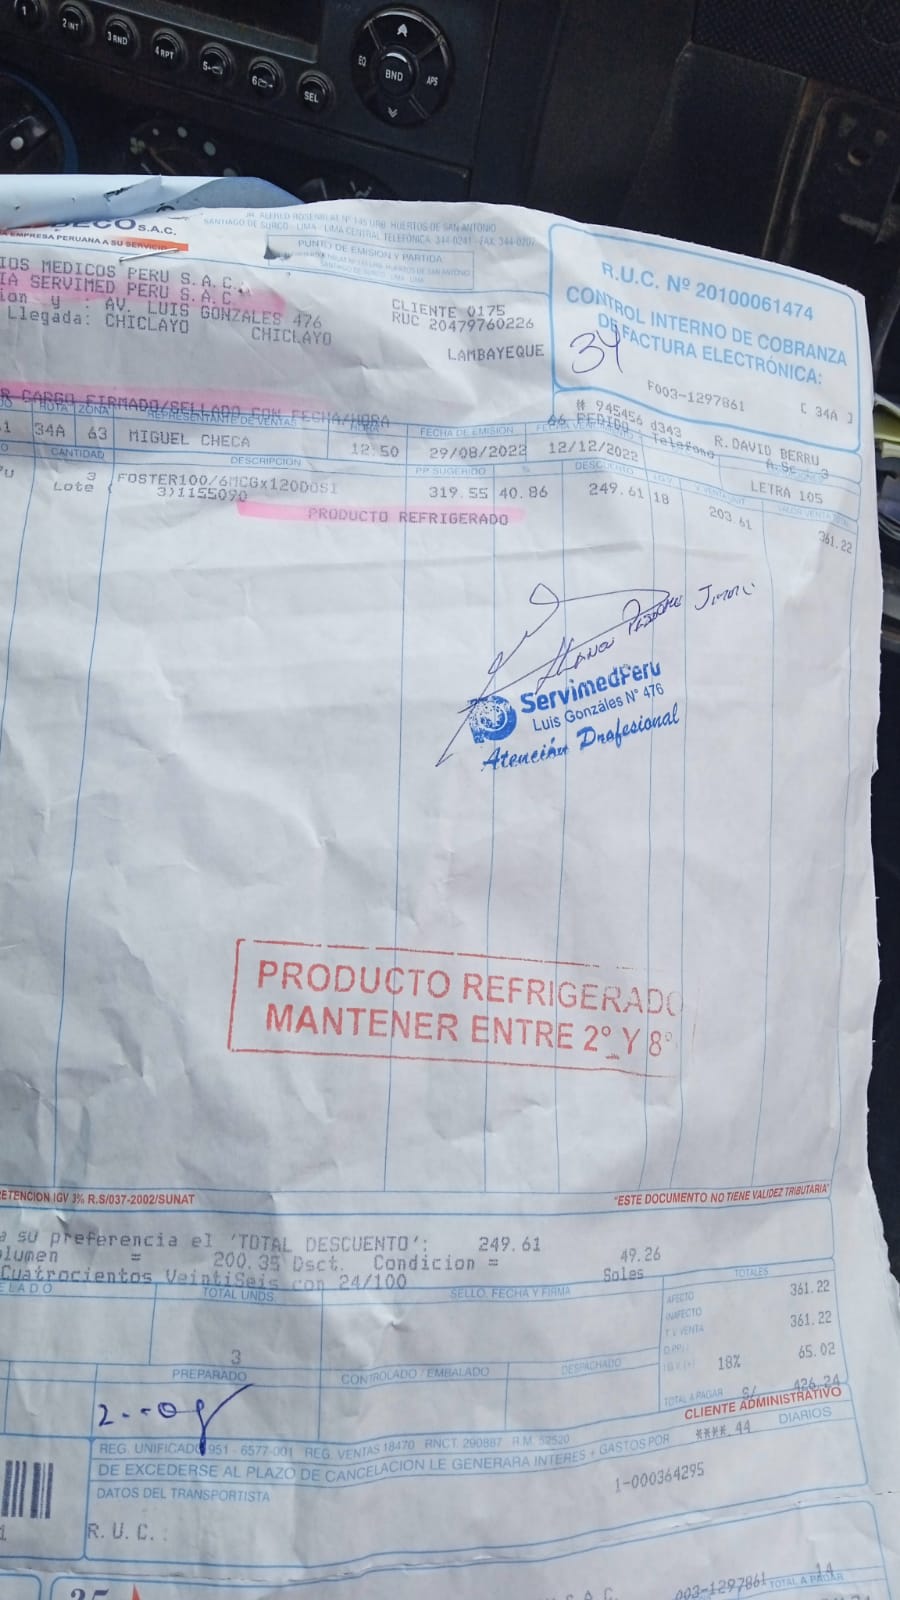 1
2 INT
3 RND
4 RPT
5-
6
SEL
EQ
BND
APS
DECO S.A.C.
A EMPRESA PERUANA A SU SERVICIO
JR. ALFRED ROSENBLAT Nº 145 URB. HUERTOS DE SAN ANTONIO
SANTIAGO DE SURCO - LIMA - LIMA CENTRAL TELEFONICA 344-0241 - FAX 344-0207
PUNTO DE EMISION Y PARTIDA
SANTIAGO DE SURCO - LIMA - LIMA
IOS MEDICOS PERU S.A.C.
IA SERVIMED PERU S.A.C.
ion y : AV. LUIS GONZALES 476
Llegada: CHICLAYO
CHICLAYO
CLIENTE 0175
RUC 20479760226
LAMBAYEQUE
R.U.C. Nº 20100061474
CONTROL INTERNO DE COBRANZA
DE FACTURA ELECTRÓNICA:
34
F003-1297861
[ 34A ]
R CARGO FIRMADO/SELLADO CON FECHA/HORA
# 945456 d343
RUTA ZONA REPRESENTANTE DE VENTAS HORA FECHA DE EMISION
34A 63 MIGUEL CHECA 12:50 29/08/2022 12/12/2022
Telefono
R. DAVID BERRU
LETRA 105
CANTIDAD DESCRIPCION PP SUGERIDO % DESCUENTO
3 FOSTER100/6MCGx120DOSI 319.55 40.86 249.61 18 203.61 361.22
Lote ( 3)1155090
PRODUCTO REFRIGERADO
ServimedPeru
Luis Gonzáles N° 476
Atención Profesional
PRODUCTO REFRIGERADO
MANTENER ENTRE 2° Y 8°
RETENCION IGV 3% R.S/037-2002/SUNAT
"ESTE DOCUMENTO NO TIENE VALIDEZ TRIBUTARIA"
a su preferencia el 'TOTAL DESCUENTO': 249.61
olumen = 200.35 Dsct. Condicion = 49.26
Cuatrocientos VeintiSeis con 24/100 Soles
ELADO TOTAL UNDS. SELLO, FECHA Y FIRMA TOTALES
3
AFECTO 361.22
INAFECTO
T.V. VENTA 361.22
18% 65.02
TOTAL A PAGAR S/. 426.24
PREPARADO CONTROLADO / EMBALADO DESPACHADO
CLIENTE ADMINISTRATIVO
REG. UNIFICADO 951 - 6577-001 REG. VENTAS 18470 RNCT. 290887 R.M. 52520
DE EXCEDERSE AL PLAZO DE CANCELACION LE GENERARA INTERES + GASTOS POR **** 44 DIARIOS
DATOS DEL TRANSPORTISTA
1-000364295
R.U.C. :
003-1297861 TOTAL A PAGAR